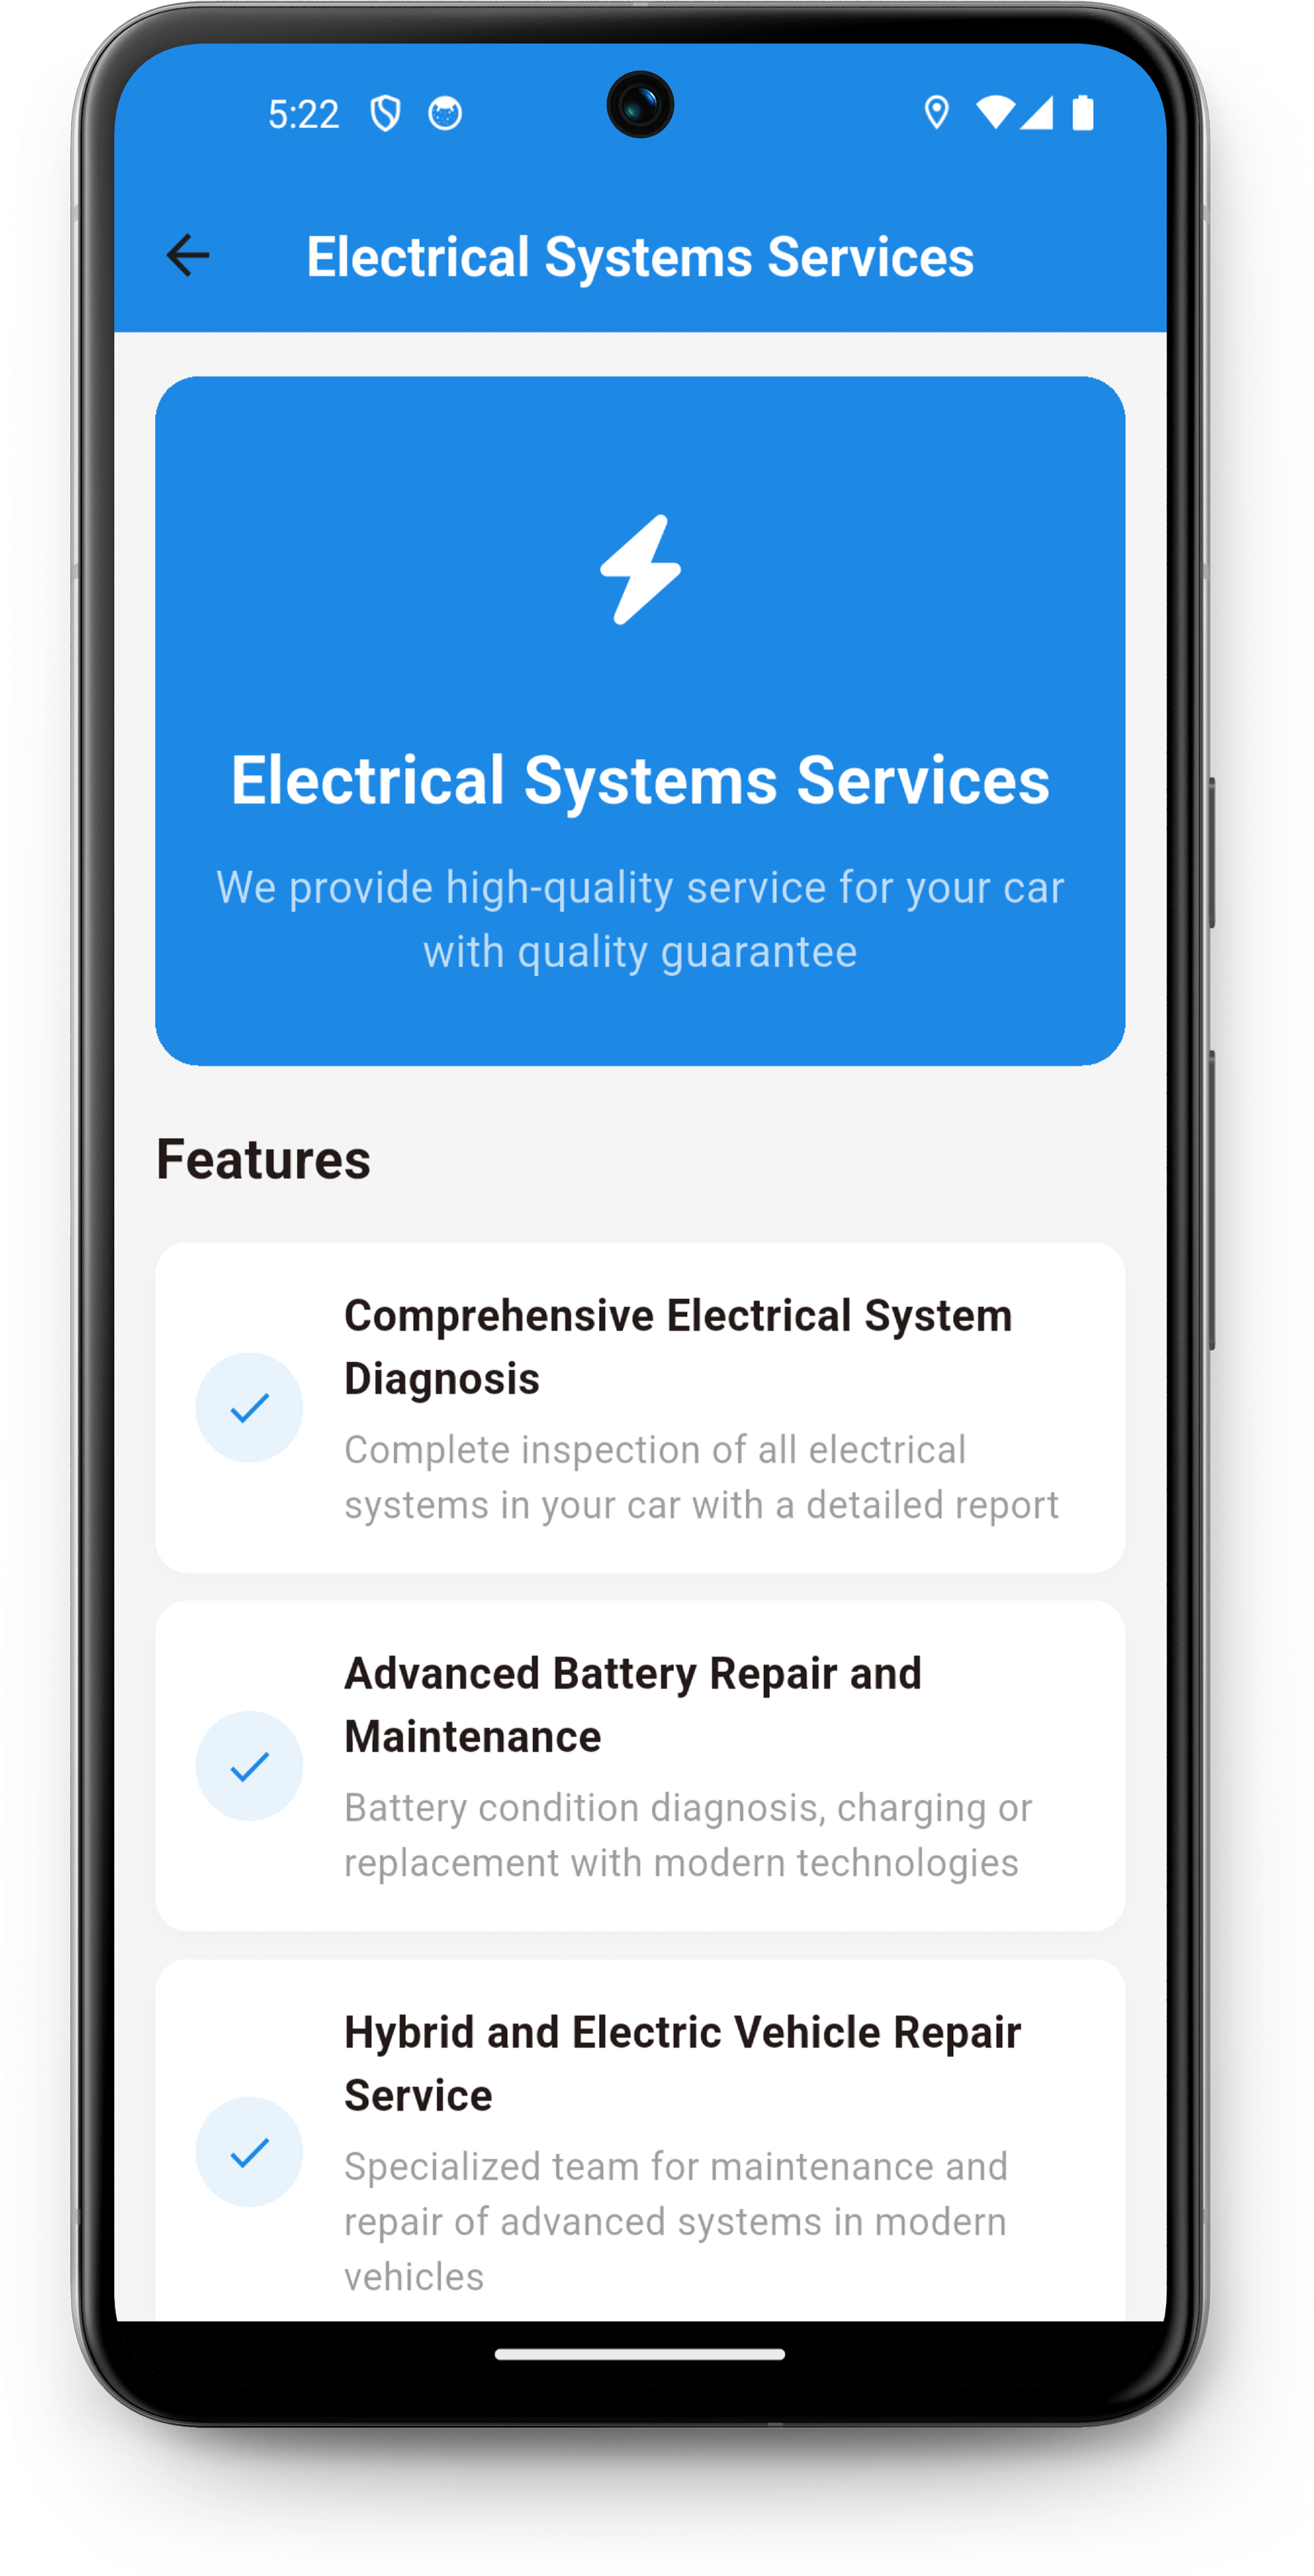 5:22
Electrical Systems Services
Electrical Systems Services
We provide high-quality service for your car
with quality guarantee
Features
Comprehensive Electrical System
Diagnosis
Complete inspection of all electrical
systems in your car with a detailed report
Advanced Battery Repair and
Maintenance
Battery condition diagnosis, charging or
replacement with modern technologies
Hybrid and Electric Vehicle Repair
Service
Specialized team for maintenance and
repair of advanced systems in modern
vehicles